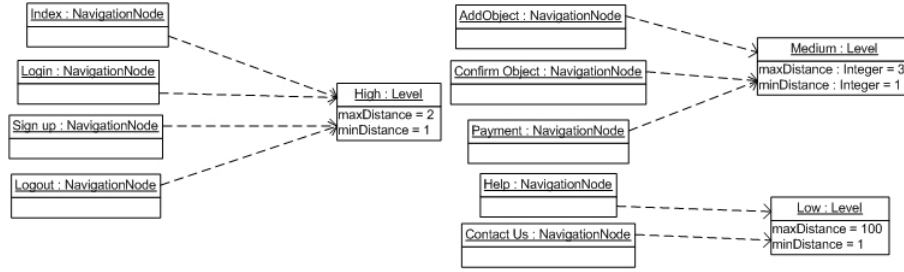 Index : NavigationNode
Login : NavigationNode
Sign up : NavigationNode
Logout : NavigationNode
High : Level
maxDistance = 2
minDistance = 1
AddObject : NavigationNode
Confirm Object : NavigationNode
Payment : NavigationNode
Medium : Level
maxDistance : Integer = 3
minDistance : Integer = 1
Help : NavigationNode
Contact Us : NavigationNode
Low : Level
maxDistance = 100
minDistance = 1